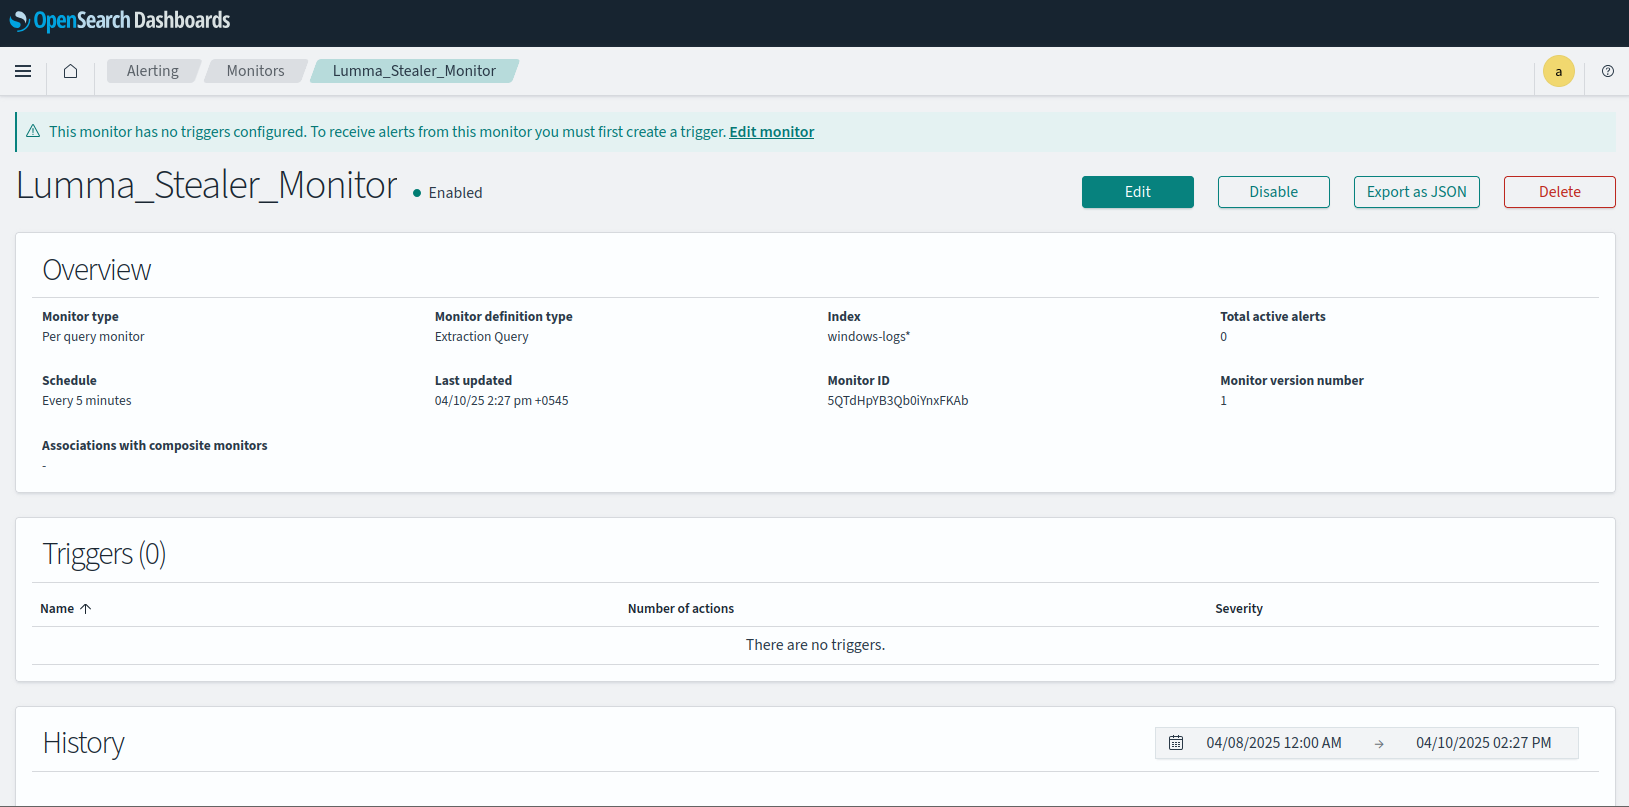 OpenSearch Dashboards
Alerting Monitors Lumma_Stealer_Monitor a
This monitor has no triggers configured. To receive alerts from this monitor you must first create a trigger. Edit monitor
Lumma_Stealer_Monitor Enabled Edit Disable Export as JSON Delete
Overview
Monitor type Monitor definition type Index Total active alerts
Per query monitor Extraction Query windows-logs* 0
Schedule Last updated Monitor ID Monitor version number
Every 5 minutes 04/10/25 2:27 pm +0545 5QTdHpYB3Qb0iYnxFKAb 1
Associations with composite monitors
-
Triggers (0)
Name Number of actions Severity
There are no triggers.
History 04/08/2025 12:00 AM → 04/10/2025 02:27 PM